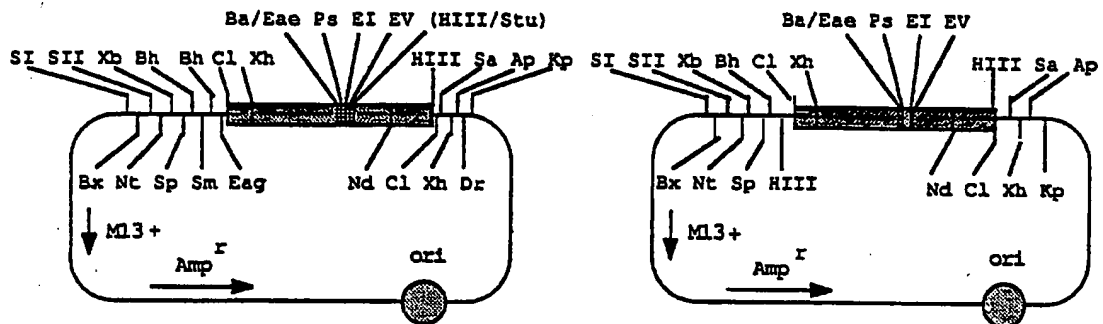 Ba/Eae Ps EI EV (HIII/Stu)
SI SII Xb Bh Bh Cl Xh HIII Sa Ap Kp
Bx Nt Sp Sm Eag Nd Cl Xh Dr
M13+
Amp r
ori
Ba/Eae Ps EI EV
SI SII Xb Bh Cl Xh HIII Sa Ap
Bx Nt Sp HIII Nd Cl Xh Kp
M13+
Amp r
ori